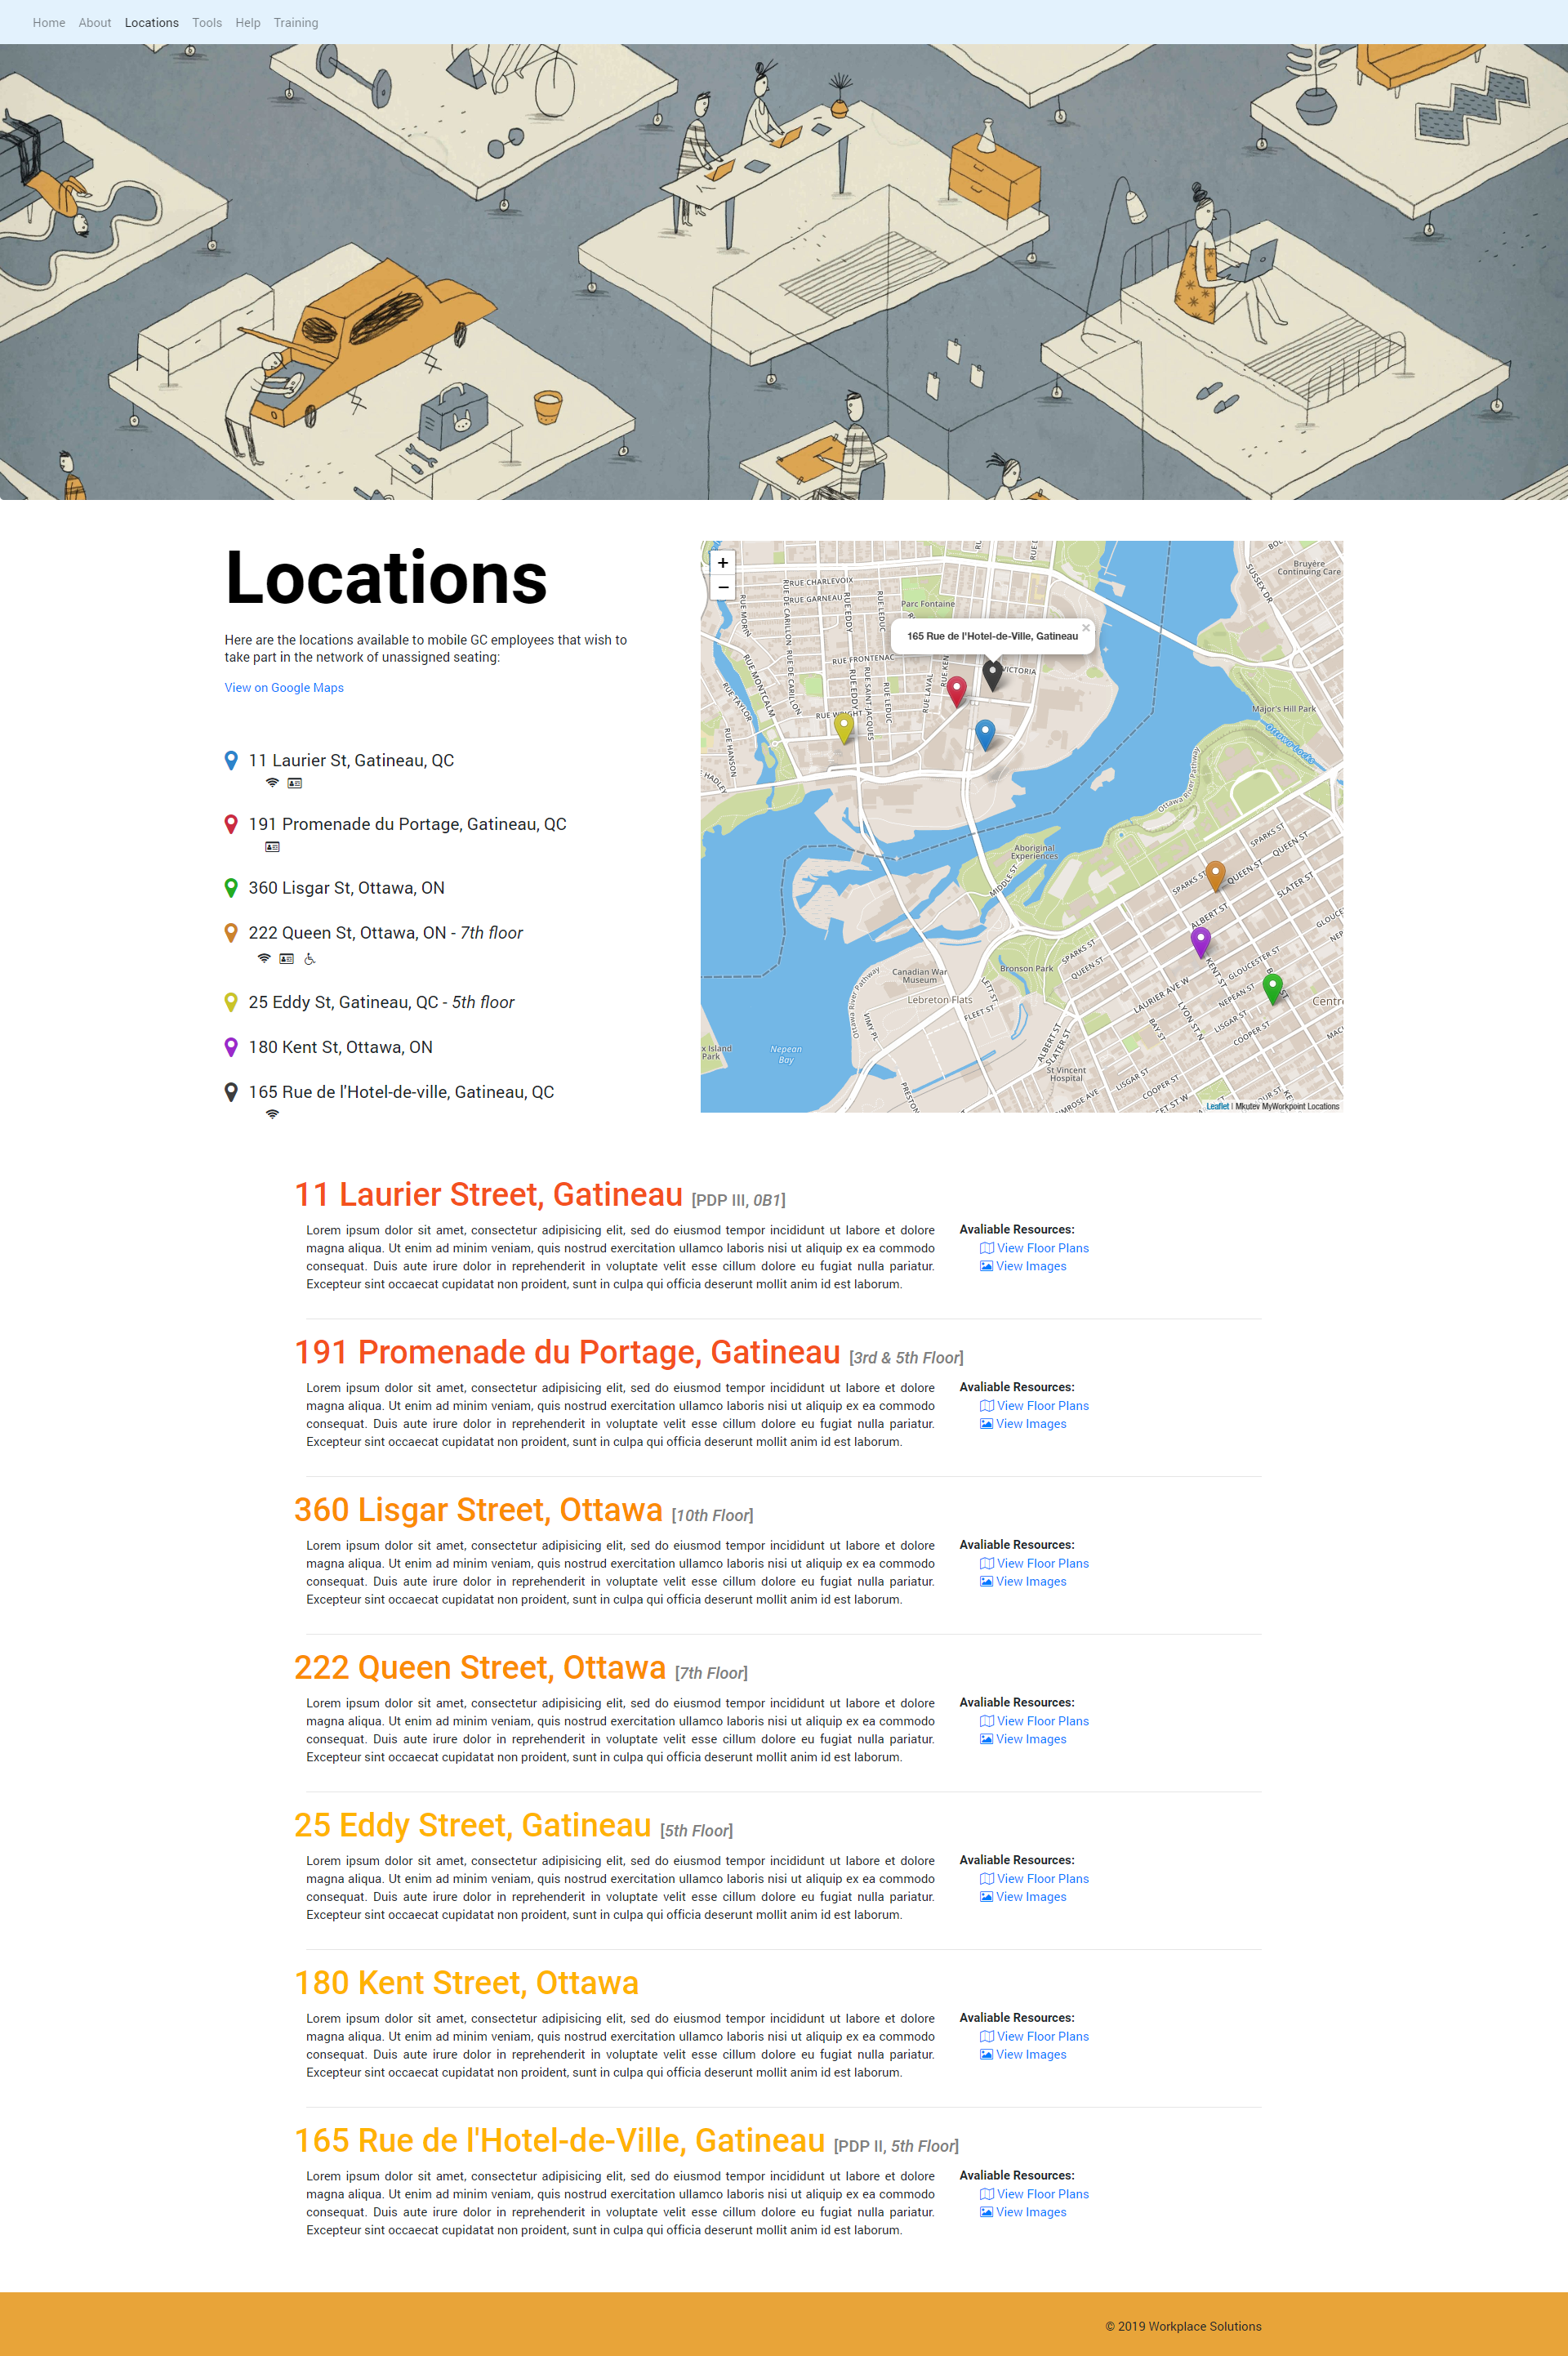 Home About Locations Tools Help Training
Locations
Here are the locations available to mobile GC employees that wish to
take part in the network of unassigned seating:
View on Google Maps
11 Laurier St, Gatineau, QC
191 Promenade du Portage, Gatineau, QC
360 Lisgar St, Ottawa, ON
222 Queen St, Ottawa, ON - 7th floor
25 Eddy St, Gatineau, QC - 5th floor
180 Kent St, Ottawa, ON
165 Rue de l'Hotel-de-ville, Gatineau, QC
+
−
RUE CHARLEVOIX
RUE GARNEAU
RUE MORIN
RUE DE CARILLON
RUE EDDY
RUE LEDUC
Parc Fontaine
SUSSEX DR
Bruyère
Continuing Care
165 Rue de l'Hotel-de-Ville, Gatineau
×
RUE FRONTENAC
VICTORIA
RUE MONTCALM
RUE DE CARILLON
RUE TAYLOR
RUE EDDY
RUE SAINT-JACQUES
RUE LEDUC
RUE LAVAL
RUE HANSON
HADLEY
Major's Hill Park
Ottawa Locks
Ottawa River Pathway
Aboriginal
Experiences
MIDDLE ST
SPARKS ST
QUEEN ST
SPARKS ST
QUEEN ST
SLATER ST
ALBERT ST
KENT ST
GLOUCESTER ST
NEPEAN ST
LAURIER AVE W
LYON ST N
LISGAR ST
COOPER ST
BAY ST
SPARKS ST
QUEEN ST
Bronson Park
Canadian War
Museum
Lebreton Flats
LETT ST
FLEET ST
VIMY PL
Ottawa River Pathway
ALBERT ST
SLATER ST
Nepean
Bay
x Island
Park
St Vincent
Hospital
LISGAR ST
COOPER ST
Leaflet | Mkutev MyWorkpoint Locations
11 Laurier Street, Gatineau [PDP III, 0B1]
Lorem ipsum dolor sit amet, consectetur adipisicing elit, sed do eiusmod tempor incididunt ut labore et dolore
magna aliqua. Ut enim ad minim veniam, quis nostrud exercitation ullamco laboris nisi ut aliquip ex ea commodo
consequat. Duis aute irure dolor in reprehenderit in voluptate velit esse cillum dolore eu fugiat nulla pariatur.
Excepteur sint occaecat cupidatat non proident, sunt in culpa qui officia deserunt mollit anim id est laborum.
Avaliable Resources:
View Floor Plans
View Images
191 Promenade du Portage, Gatineau [3rd & 5th Floor]
Lorem ipsum dolor sit amet, consectetur adipisicing elit, sed do eiusmod tempor incididunt ut labore et dolore
magna aliqua. Ut enim ad minim veniam, quis nostrud exercitation ullamco laboris nisi ut aliquip ex ea commodo
consequat. Duis aute irure dolor in reprehenderit in voluptate velit esse cillum dolore eu fugiat nulla pariatur.
Excepteur sint occaecat cupidatat non proident, sunt in culpa qui officia deserunt mollit anim id est laborum.
Avaliable Resources:
View Floor Plans
View Images
360 Lisgar Street, Ottawa [10th Floor]
Lorem ipsum dolor sit amet, consectetur adipisicing elit, sed do eiusmod tempor incididunt ut labore et dolore
magna aliqua. Ut enim ad minim veniam, quis nostrud exercitation ullamco laboris nisi ut aliquip ex ea commodo
consequat. Duis aute irure dolor in reprehenderit in voluptate velit esse cillum dolore eu fugiat nulla pariatur.
Excepteur sint occaecat cupidatat non proident, sunt in culpa qui officia deserunt mollit anim id est laborum.
Avaliable Resources:
View Floor Plans
View Images
222 Queen Street, Ottawa [7th Floor]
Lorem ipsum dolor sit amet, consectetur adipisicing elit, sed do eiusmod tempor incididunt ut labore et dolore
magna aliqua. Ut enim ad minim veniam, quis nostrud exercitation ullamco laboris nisi ut aliquip ex ea commodo
consequat. Duis aute irure dolor in reprehenderit in voluptate velit esse cillum dolore eu fugiat nulla pariatur.
Excepteur sint occaecat cupidatat non proident, sunt in culpa qui officia deserunt mollit anim id est laborum.
Avaliable Resources:
View Floor Plans
View Images
25 Eddy Street, Gatineau [5th Floor]
Lorem ipsum dolor sit amet, consectetur adipisicing elit, sed do eiusmod tempor incididunt ut labore et dolore
magna aliqua. Ut enim ad minim veniam, quis nostrud exercitation ullamco laboris nisi ut aliquip ex ea commodo
consequat. Duis aute irure dolor in reprehenderit in voluptate velit esse cillum dolore eu fugiat nulla pariatur.
Excepteur sint occaecat cupidatat non proident, sunt in culpa qui officia deserunt mollit anim id est laborum.
Avaliable Resources:
View Floor Plans
View Images
180 Kent Street, Ottawa
Lorem ipsum dolor sit amet, consectetur adipisicing elit, sed do eiusmod tempor incididunt ut labore et dolore
magna aliqua. Ut enim ad minim veniam, quis nostrud exercitation ullamco laboris nisi ut aliquip ex ea commodo
consequat. Duis aute irure dolor in reprehenderit in voluptate velit esse cillum dolore eu fugiat nulla pariatur.
Excepteur sint occaecat cupidatat non proident, sunt in culpa qui officia deserunt mollit anim id est laborum.
Avaliable Resources:
View Floor Plans
View Images
165 Rue de l'Hotel-de-Ville, Gatineau [PDP II, 5th Floor]
Lorem ipsum dolor sit amet, consectetur adipisicing elit, sed do eiusmod tempor incididunt ut labore et dolore
magna aliqua. Ut enim ad minim veniam, quis nostrud exercitation ullamco laboris nisi ut aliquip ex ea commodo
consequat. Duis aute irure dolor in reprehenderit in voluptate velit esse cillum dolore eu fugiat nulla pariatur.
Excepteur sint occaecat cupidatat non proident, sunt in culpa qui officia deserunt mollit anim id est laborum.
Avaliable Resources:
View Floor Plans
View Images
© 2019 Workplace Solutions